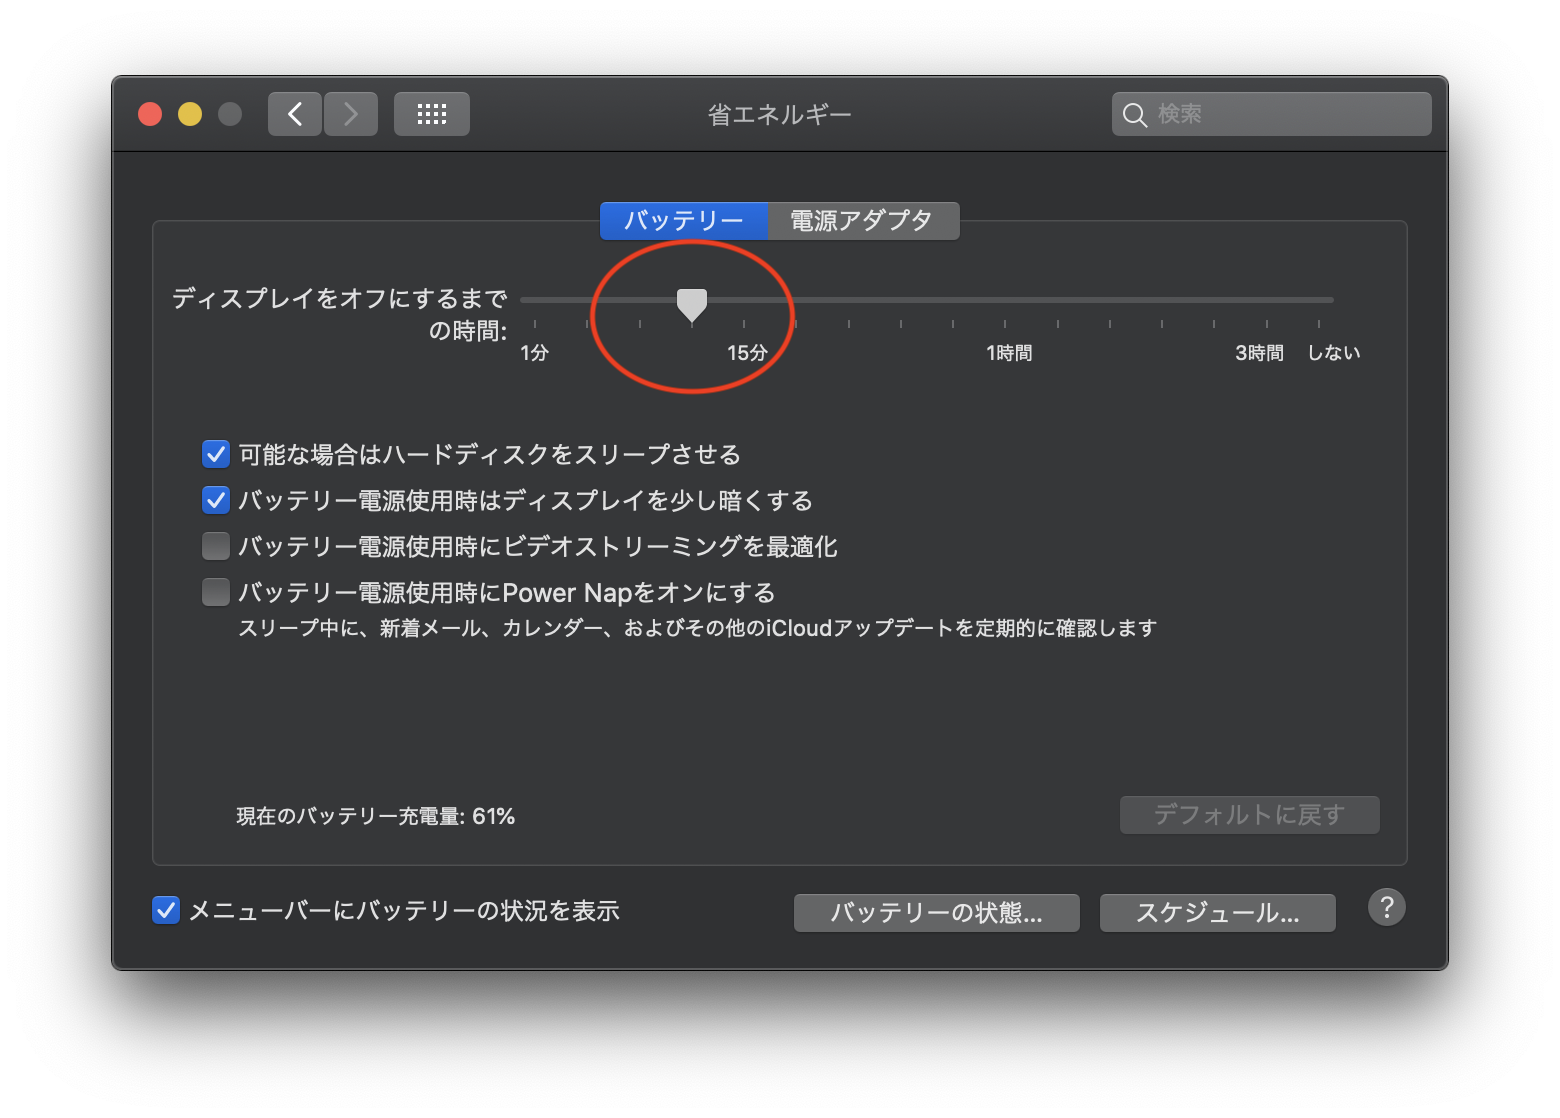 省エネルギー
検索
バッテリー
電源アダプタ
ディスプレイをオフにするまで
の時間:
1分
15分
1時間
3時間
しない
可能な場合はハードディスクをスリープさせる
バッテリー電源使用時はディスプレイを少し暗くする
バッテリー電源使用時にビデオストリーミングを最適化
バッテリー電源使用時にPower Napをオンにする
スリープ中に、新着メール、カレンダー、およびその他のiCloudアップデートを定期的に確認します
現在のバッテリー充電量: 61%
デフォルトに戻す
メニューバーにバッテリーの状況を表示
バッテリーの状態...
スケジュール...
?